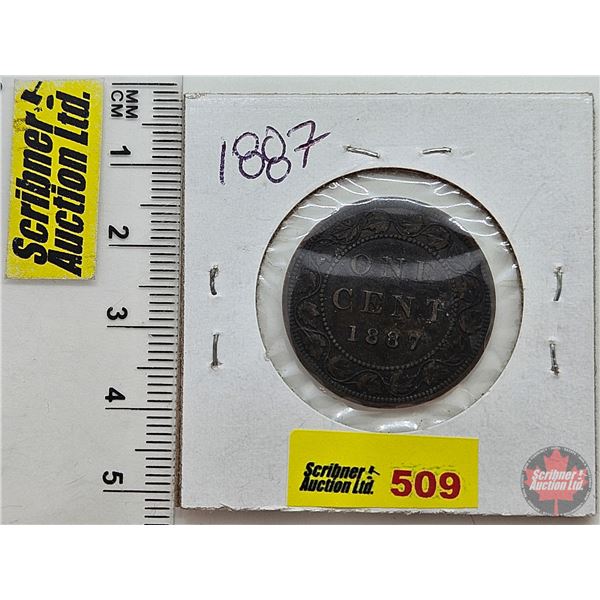 MM
CM
1
2
3
4
5
Scribner
Auction Ltd.
1887
ONE
CENT
1887
Scribner
Auction Ltd.
509
Scribner
Auction Ltd.